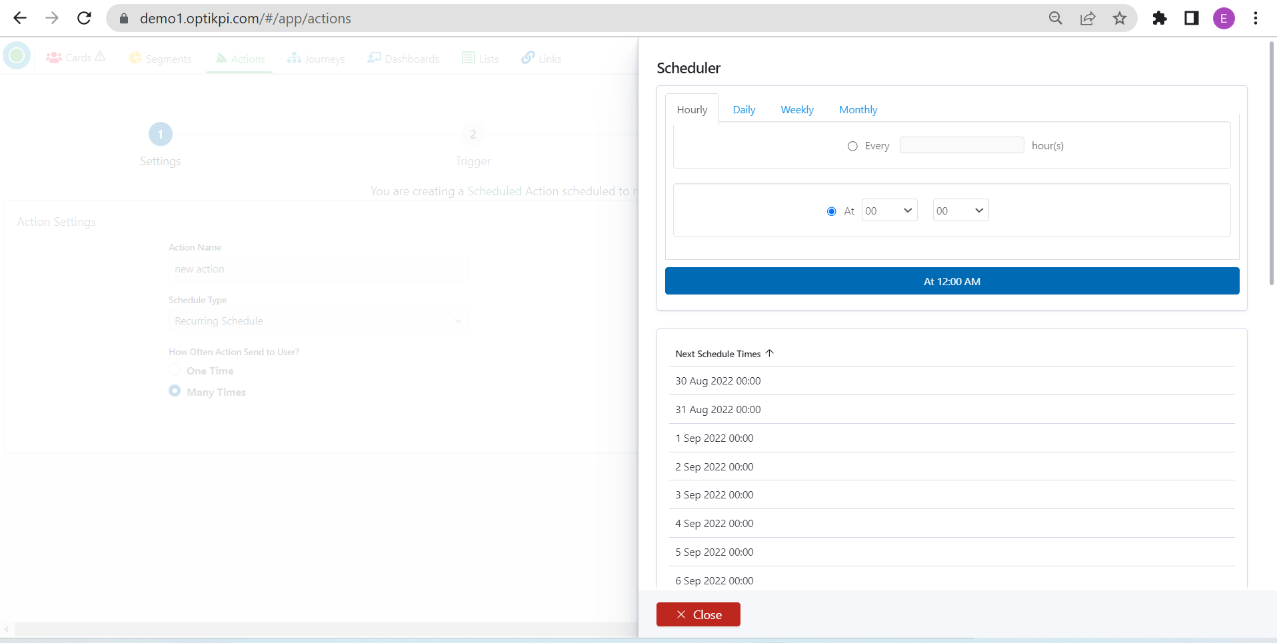 demo1.optikpi.com/#/app/actions
E
Cards Segments Actions Journeys Dashboards Lists Links
1 2
Settings Trigger
You are creating a Scheduled Action scheduled to
Action Settings
Action Name
new action
Schedule Type
Recurring Schedule
How Often Action Send to User?
One Time
Many Times
Scheduler
Hourly Daily Weekly Monthly
Every hour(s)
At 00 00
At 12:00 AM
Next Schedule Times
30 Aug 2022 00:00
31 Aug 2022 00:00
1 Sep 2022 00:00
2 Sep 2022 00:00
3 Sep 2022 00:00
4 Sep 2022 00:00
5 Sep 2022 00:00
6 Sep 2022 00:00
Close